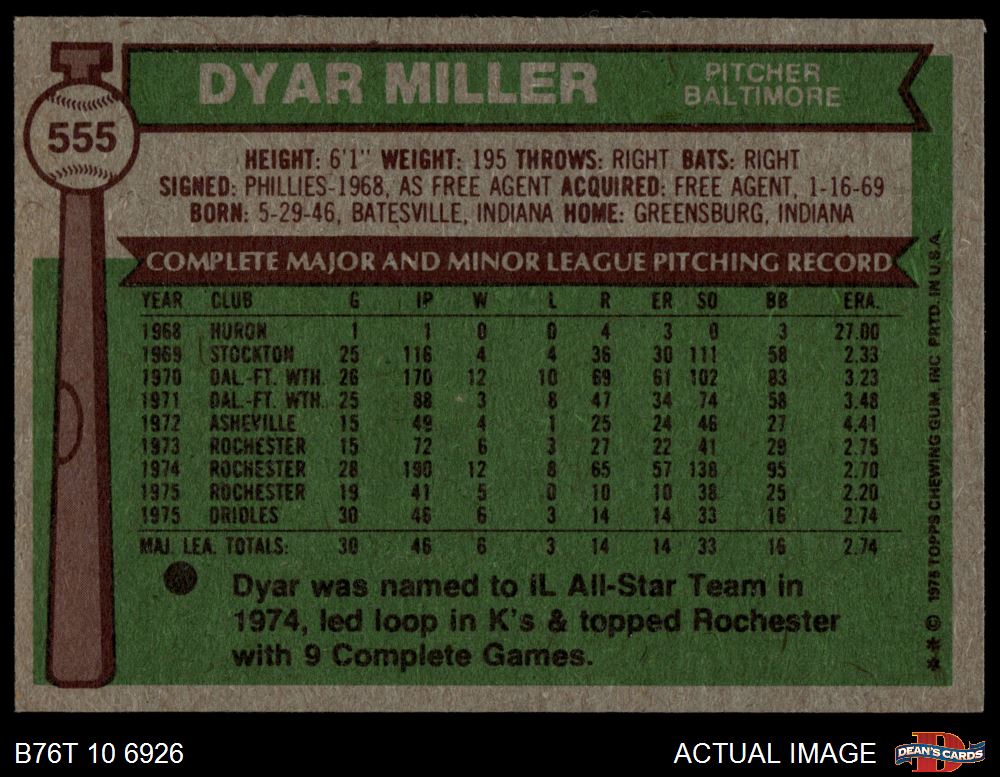 DYAR MILLER
PITCHER
BALTIMORE
555
HEIGHT: 6'1" WEIGHT: 195 THROWS: RIGHT BATS: RIGHT
SIGNED: PHILLIES-1968, AS FREE AGENT ACQUIRED: FREE AGENT, 1-16-69
BORN: 5-29-46, BATESVILLE, INDIANA HOME: GREENSBURG, INDIANA
COMPLETE MAJOR AND MINOR LEAGUE PITCHING RECORD
YEAR CLUB G IP W L R ER SO BB ERA.
1968 HURON 1 1 0 0 4 3 0 3 27.00
1969 STOCKTON 25 116 4 4 36 30 111 58 2.33
1970 DAL.-FT. WTH. 26 170 12 10 69 61 102 83 3.23
1971 DAL.-FT. WTH. 25 88 3 8 47 34 74 58 3.48
1972 ASHEVILLE 15 49 4 1 25 24 46 27 4.41
1973 ROCHESTER 15 72 6 3 27 22 41 29 2.75
1974 ROCHESTER 28 190 12 8 65 57 138 95 2.70
1975 ROCHESTER 19 41 5 0 10 10 38 25 2.20
1975 ORIOLES 30 46 6 3 14 14 33 16 2.74
MAJ. LEA. TOTALS: 30 46 6 3 14 14 33 16 2.74
Dyar was named to IL All-Star Team in
1974, led loop in K's & topped Rochester
with 9 Complete Games.
** © 1976 TOPPS CHEWING GUM, INC. PRTD. IN U.S.A.
B76T 10 6926
ACTUAL IMAGE
DEAN'S CARDS